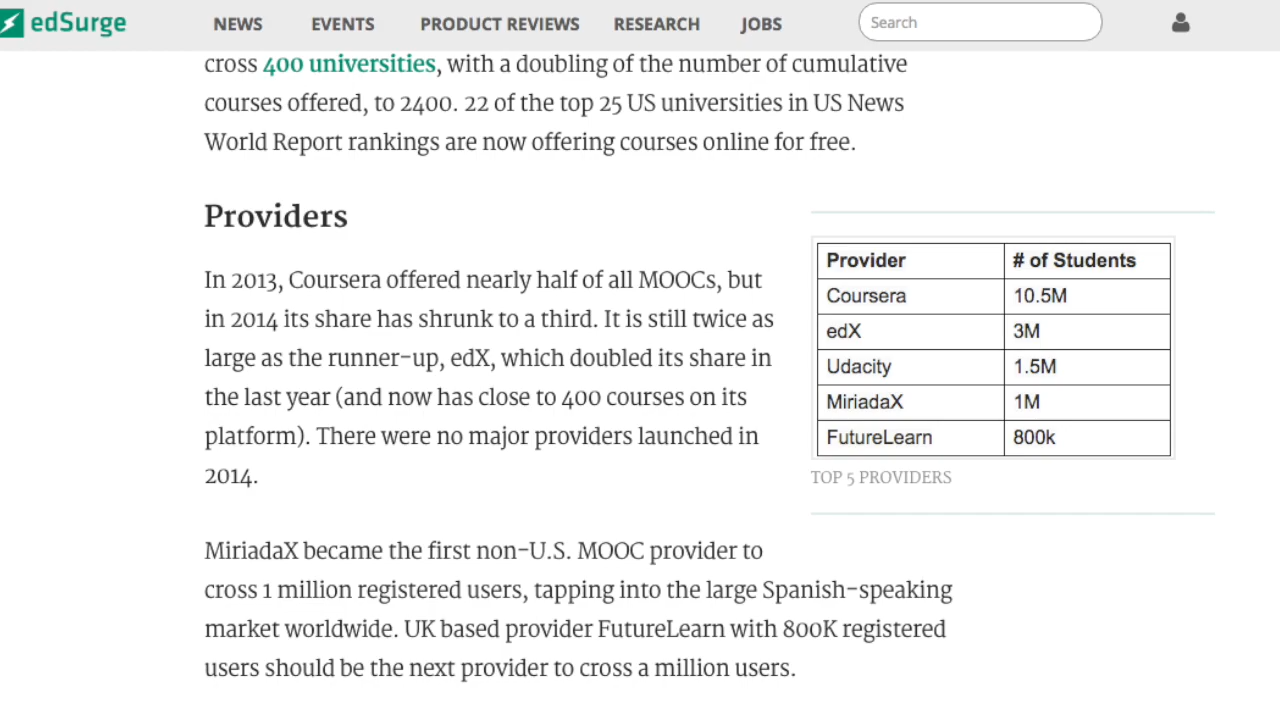 edSurge NEWS EVENTS PRODUCT REVIEWS RESEARCH JOBS Search
cross 400 universities, with a doubling of the number of cumulative
courses offered, to 2400. 22 of the top 25 US universities in US News
World Report rankings are now offering courses online for free.
Providers
In 2013, Coursera offered nearly half of all MOOCs, but
in 2014 its share has shrunk to a third. It is still twice as
large as the runner-up, edX, which doubled its share in
the last year (and now has close to 400 courses on its
platform). There were no major providers launched in
2014.
Provider # of Students
Coursera 10.5M
edX 3M
Udacity 1.5M
MiriadaX 1M
FutureLearn 800k
TOP 5 PROVIDERS
MiriadaX became the first non-U.S. MOOC provider to
cross 1 million registered users, tapping into the large Spanish-speaking
market worldwide. UK based provider FutureLearn with 800K registered
users should be the next provider to cross a million users.